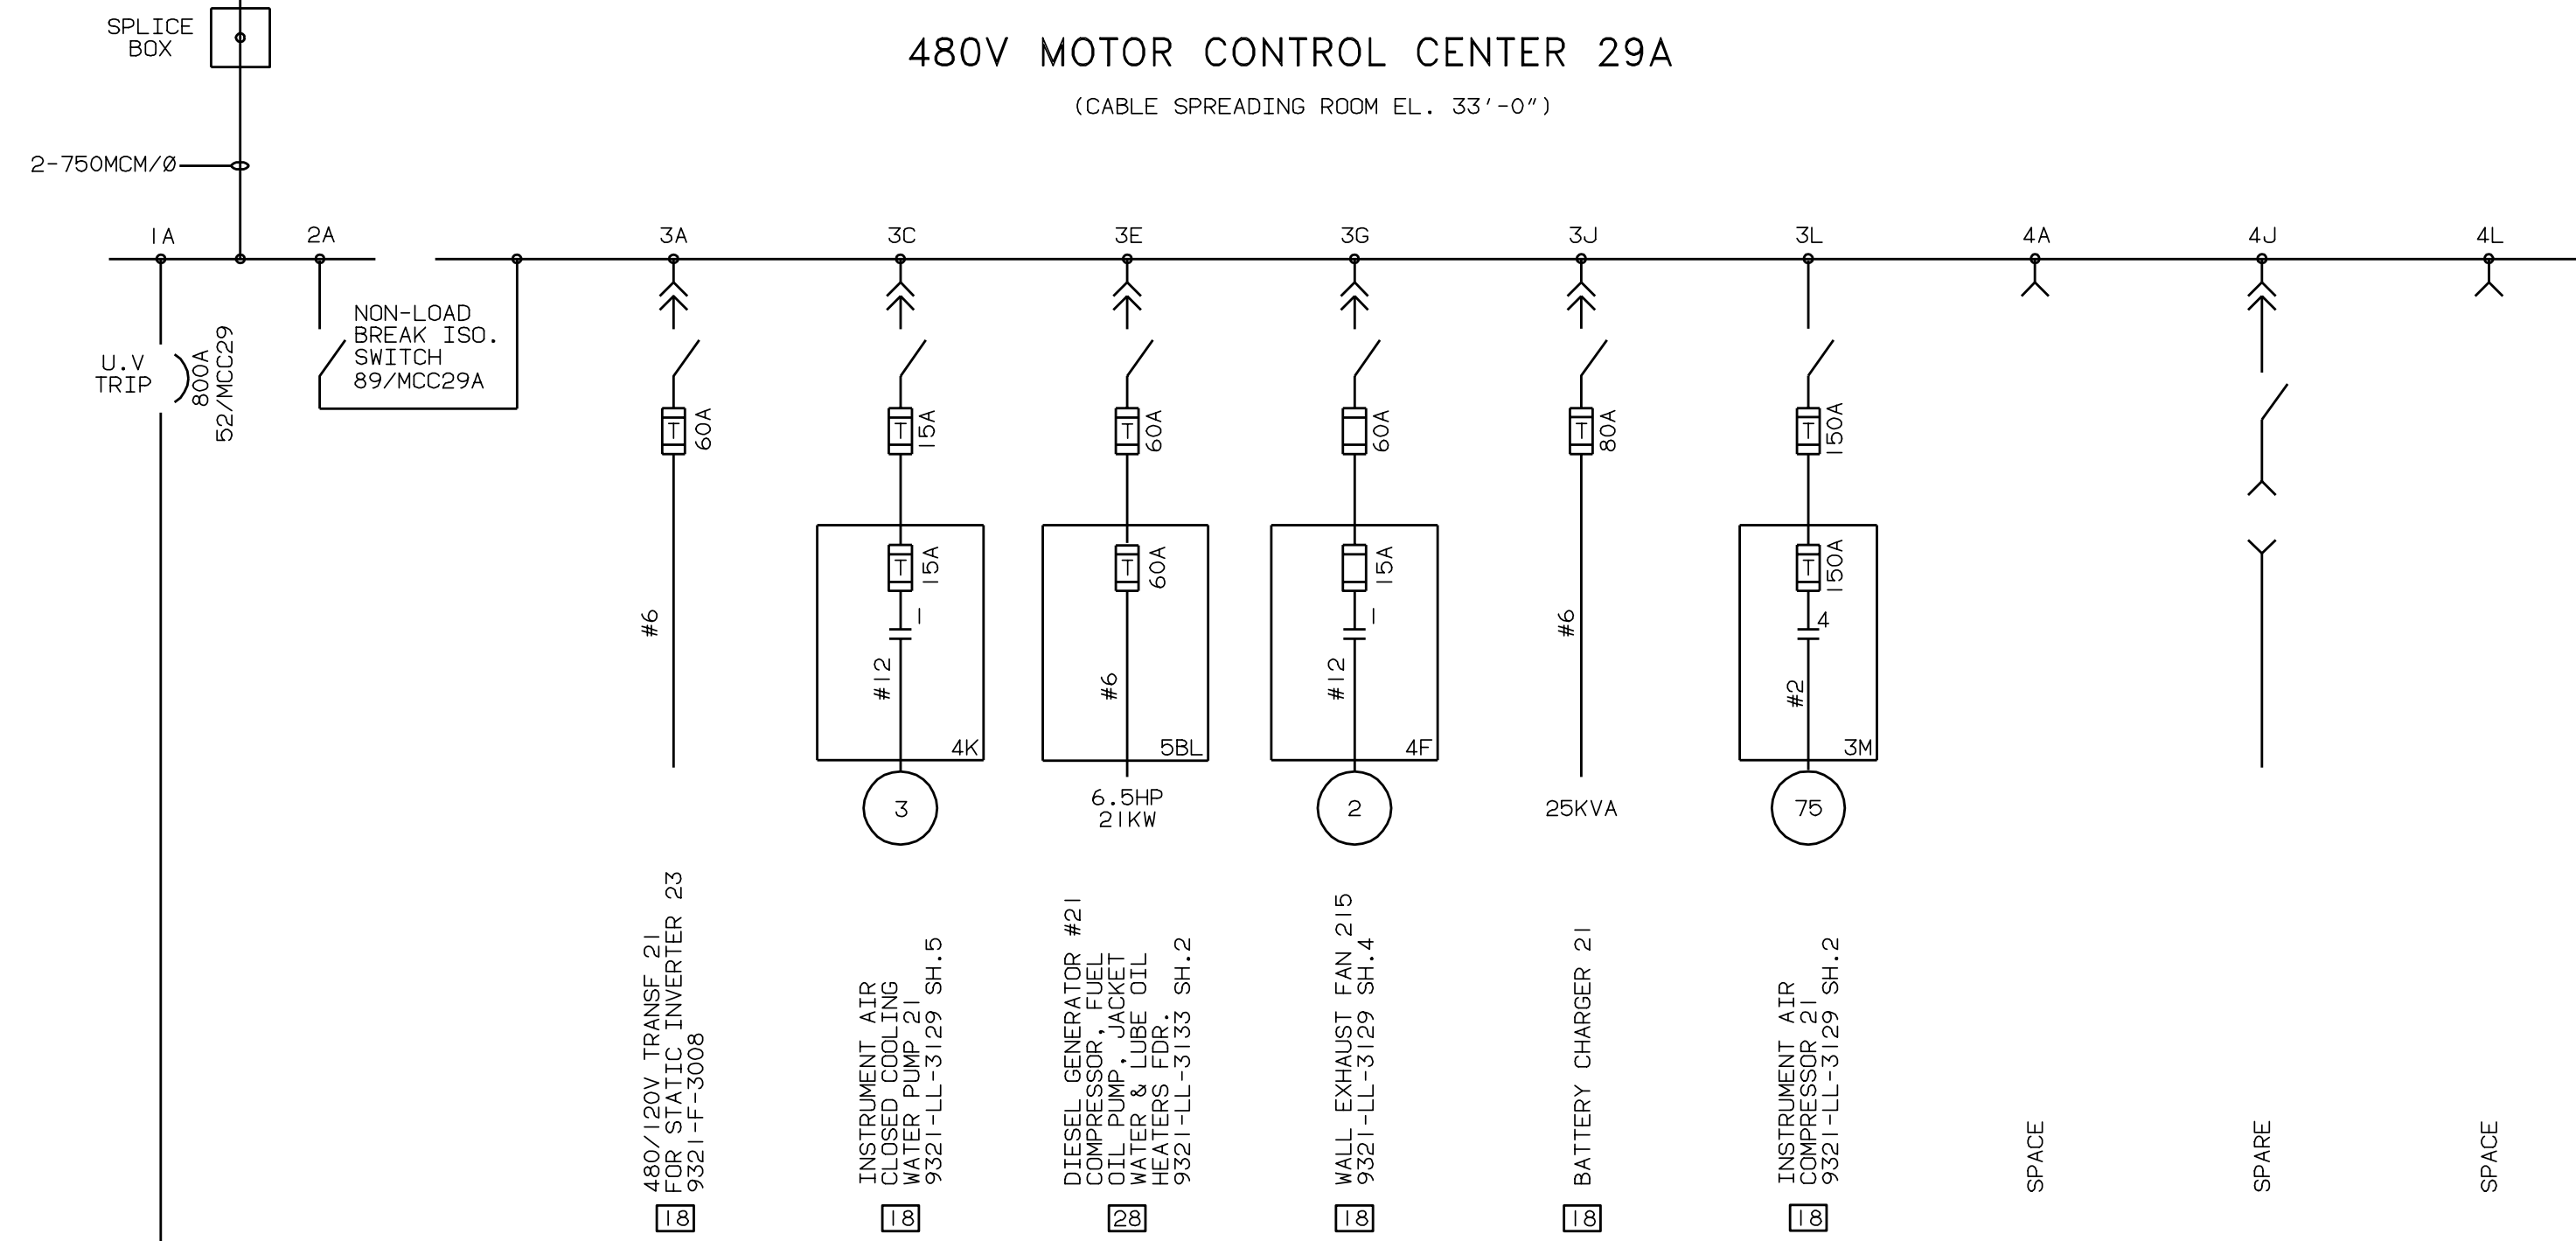 SPLICE
BOX
480V MOTOR CONTROL CENTER 29A
(CABLE SPREADING ROOM EL. 33'-0")
2-750MCM/Ø
1A
2A
3A
3C
3E
3G
3J
3L
4A
4J
4L
NON-LOAD
BREAK ISO.
SWITCH
89/MCC29A
U.V
TRIP
800A
52/MCC29
T
60A
T
15A
T
60A
60A
T
80A
T
150A
T
15A
T
60A
15A
T
150A
#6
1
1
#6
4
#12
#6
#12
#2
4K
5BL
4F
3M
3
6.5HP
21KW
2
25KVA
75
480/120V TRANSF 21
FOR STATIC INVERTER 23
9321-F-3008
INSTRUMENT AIR
CLOSED COOLING
WATER PUMP 21
9321-LL-3129 SH.5
DIESEL GENERATOR #21
COMPRESSOR, FUEL
OIL PUMP, JACKET
WATER & LUBE OIL
HEATERS FDR.
9321-LL-3133 SH.2
WALL EXHAUST FAN 215
9321-LL-3129 SH.4
BATTERY CHARGER 21
INSTRUMENT AIR
COMPRESSOR 21
9321-LL-3129 SH.2
SPACE
SPARE
SPACE
18
18
28
18
18
18